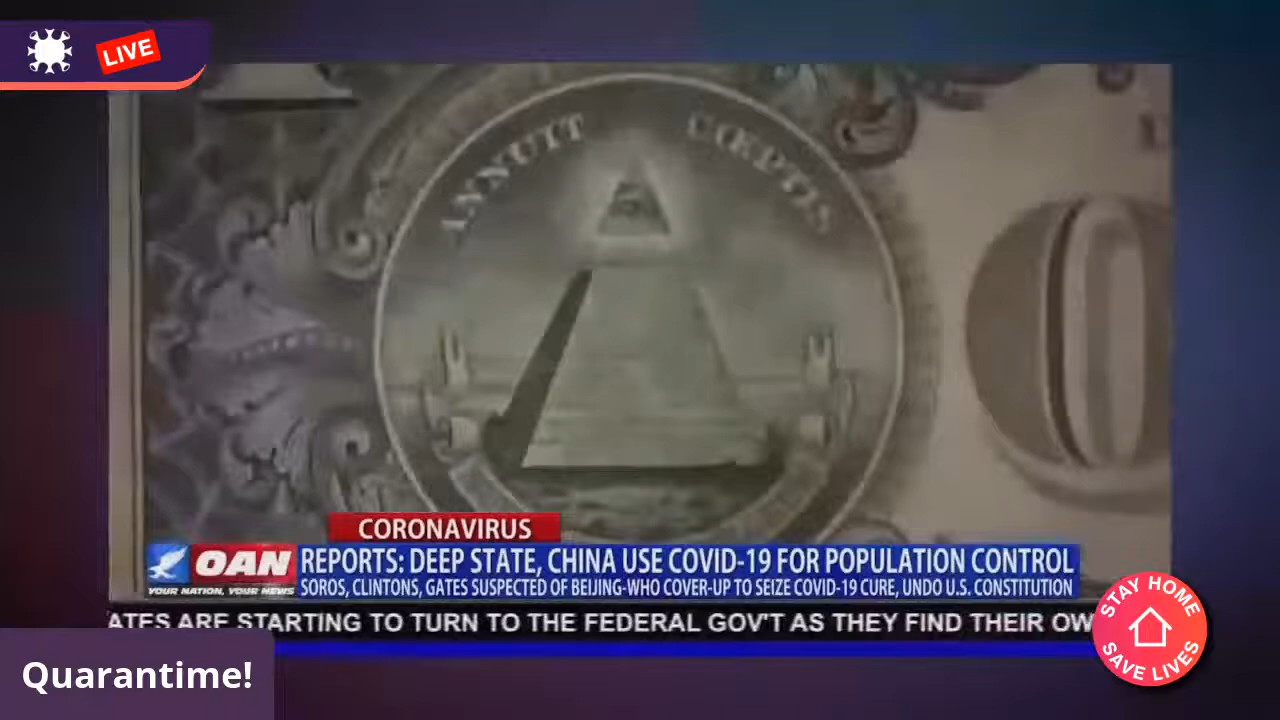 LIVE
ANNUIT CŒPTIS
CORONAVIRUS
OAN
YOUR NATION, YOUR NEWS
REPORTS: DEEP STATE, CHINA USE COVID-19 FOR POPULATION CONTROL
SOROS, CLINTONS, GATES SUSPECTED OF BEIJING-WHO COVER-UP TO SEIZE COVID-19 CURE, UNDO U.S. CONSTITUTION
ATES ARE STARTING TO TURN TO THE FEDERAL GOV'T AS THEY FIND THEIR OW
STAY HOME
SAVE LIVES
Quarantime!